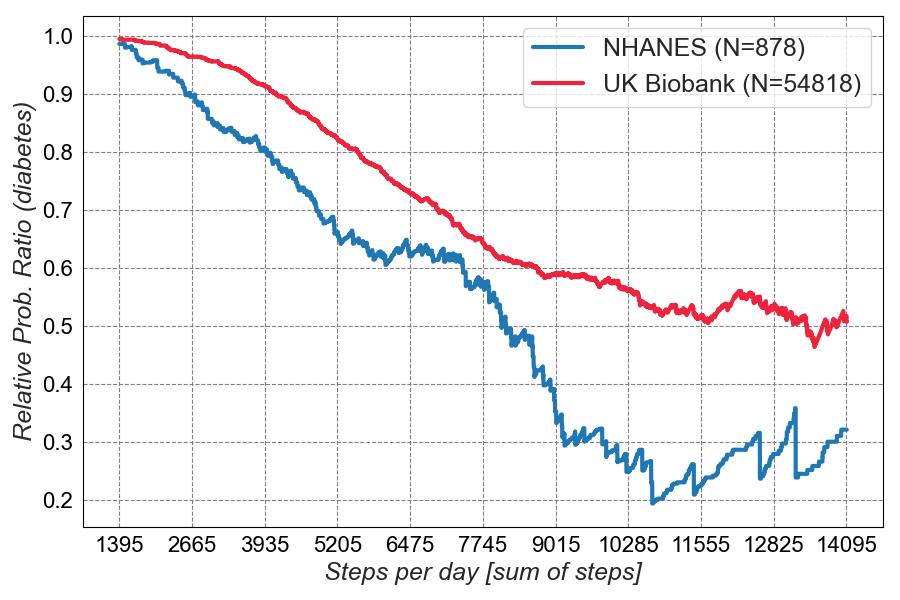 NHANES (N=878)
UK Biobank (N=54818)
Relative Prob. Ratio (diabetes)
1.0
0.9
0.8
0.7
0.6
0.5
0.4
0.3
0.2
1395 2665 3935 5205 6475 7745 9015 10285 11555 12825 14095
Steps per day [sum of steps]